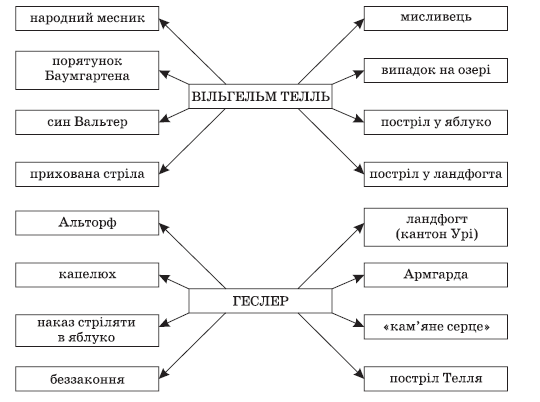 народний месник
мисливець
порятунок
Баумгартена
випадок на озері
ВІЛЬГЕЛЬМ ТЕЛЛЬ
син Вальтер
постріл у яблуко
прихована стріла
постріл у ландфогта
Альторф
ландфогт
(кантон Урі)
капелюх
Армгарда
ГЕСЛЕР
наказ стріляти
в яблуко
«кам’яне серце»
беззаконня
постріл Телля